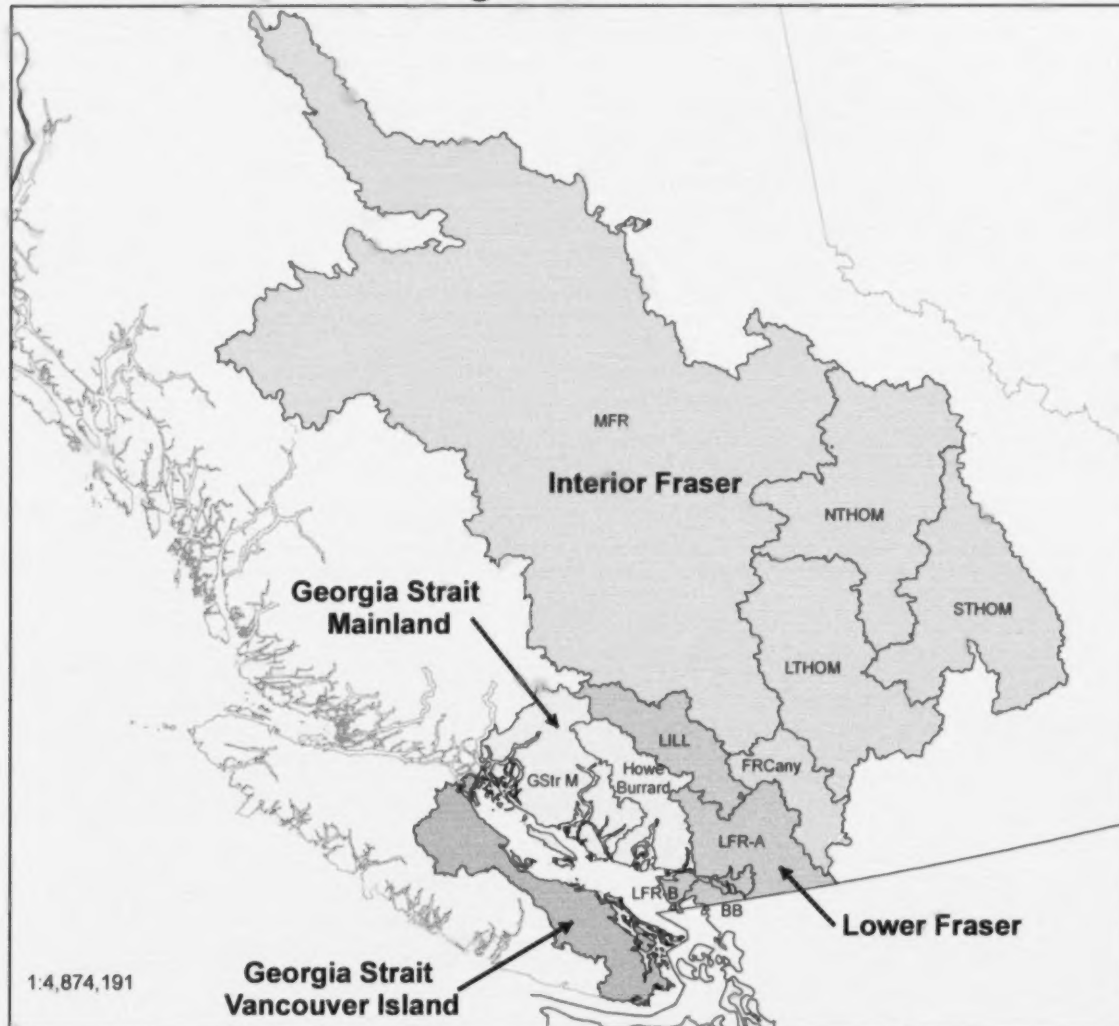 MFR
Interior Fraser
NTHOM
Georgia Strait
Mainland
STHOM
LTHOM
LILL
FRCany
GStr M
Howe
Burrard
LFR-A
LFR-B
BB
Lower Fraser
Georgia Strait
Vancouver Island
1:4,874,191